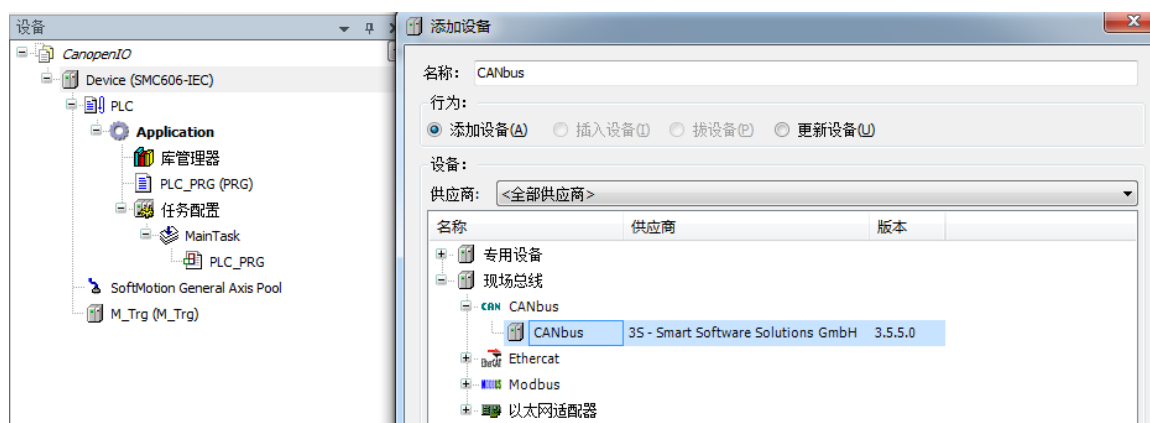 设备
CanopenIO
Device (SMC606-IEC)
PLC
Application
库管理器
PLC_PRG (PRG)
任务配置
MainTask
PLC_PRG
SoftMotion General Axis Pool
M_Trg (M_Trg)
添加设备
名称: CANbus
行为:
添加设备(A) 插入设备(I) 拔设备(P) 更新设备(U)
设备:
供应商: <全部供应商>
名称 供应商 版本
专用设备
现场总线
CAN CANbus
CANbus 3S - Smart Software Solutions GmbH 3.5.5.0
EtherCAT Ethercat
MODBUS Modbus
以太网适配器